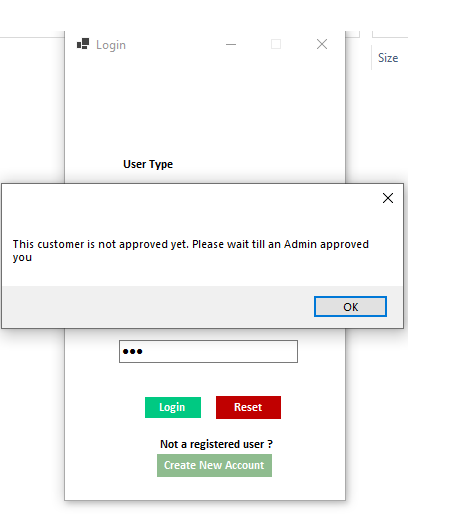 Login
Size
User Type
This customer is not approved yet. Please wait till an Admin approved
you
OK
●●●
Login
Reset
Not a registered user ?
Create New Account